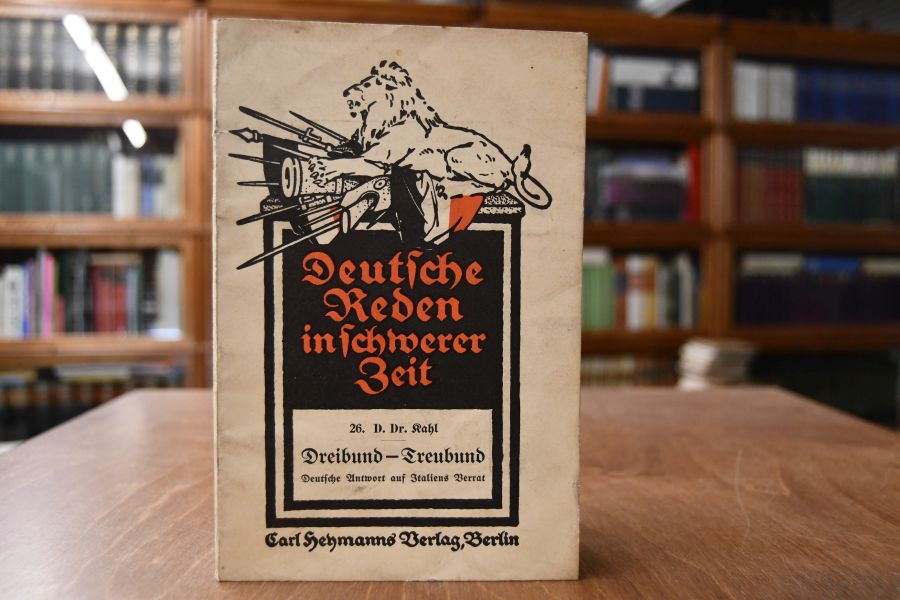 Deutſche
Reden
in ſchwerer
Zeit
26. D. Dr. Kahl
Dreibund – Treubund
Deutſche Antwort auf Italiens Verrat
Carl Heymanns Verlag, Berlin